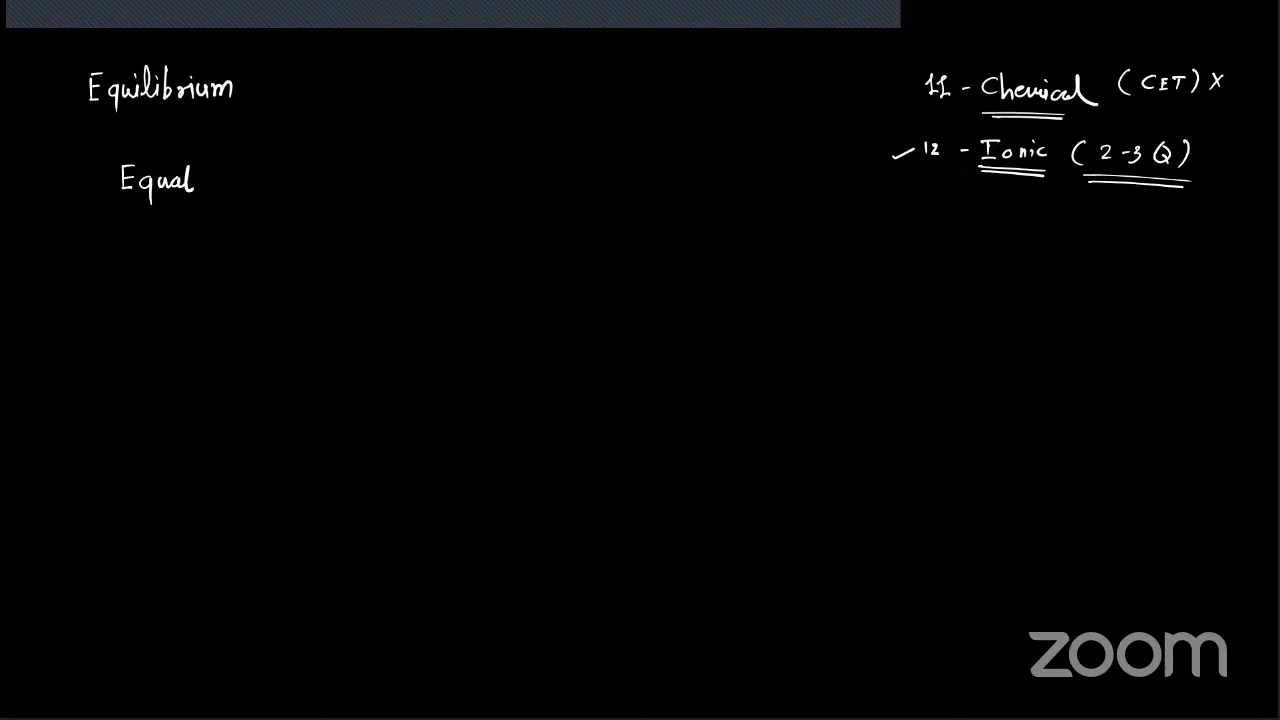 Equilibrium
Equal
11 - Chemical (CET) X
✓ 12 - Ionic (2-3 Q)
zoom